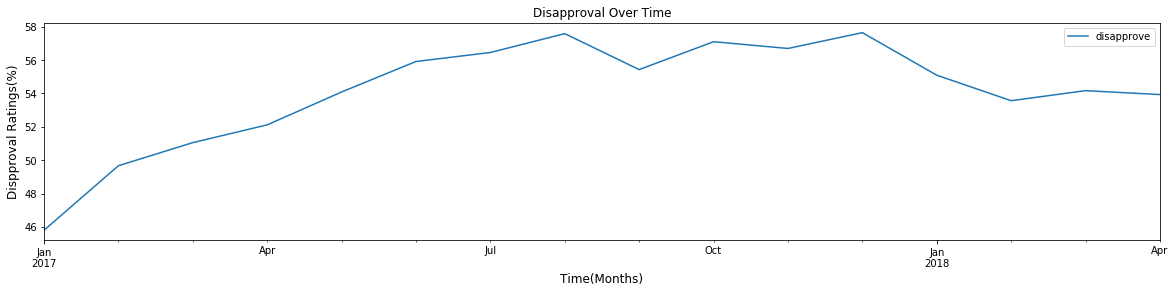 Disapproval Over Time
disapprove
Dispproval Ratings(%)
58
56
54
52
50
48
46
Jan
2017
Apr
Jul
Oct
Jan
2018
Apr
Time(Months)